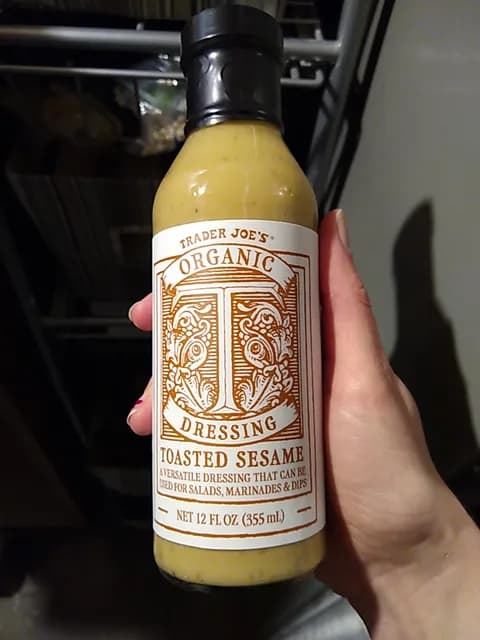 TRADER JOE'S®
ORGANIC
T
DRESSING
TOASTED SESAME
A VERSATILE DRESSING THAT CAN BE
USED FOR SALADS, MARINADES & DIPS
NET 12 FL OZ (355 mL)